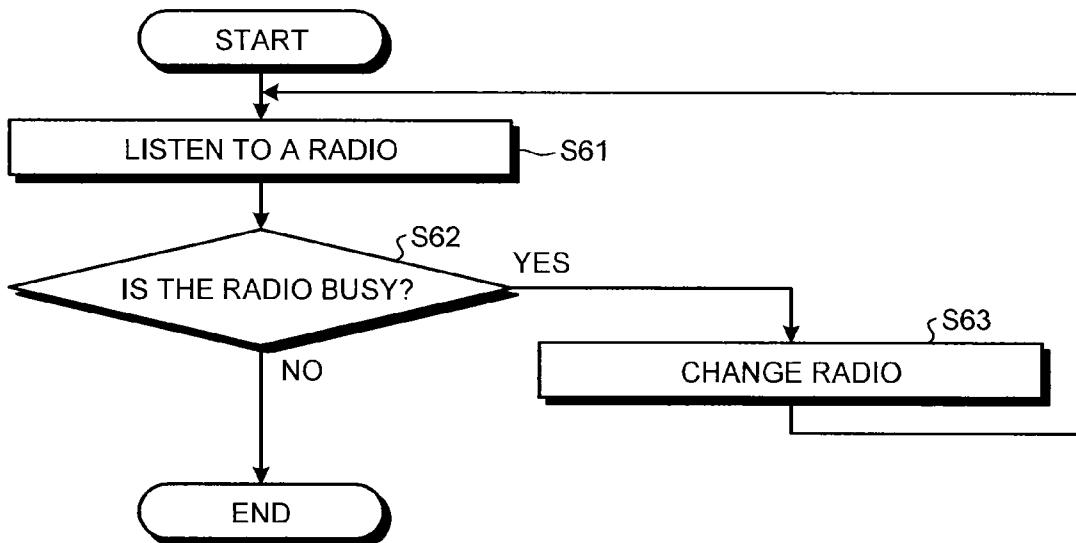 START
LISTEN TO A RADIO
S61
S62
IS THE RADIO BUSY?
YES
S63
CHANGE RADIO
NO
END